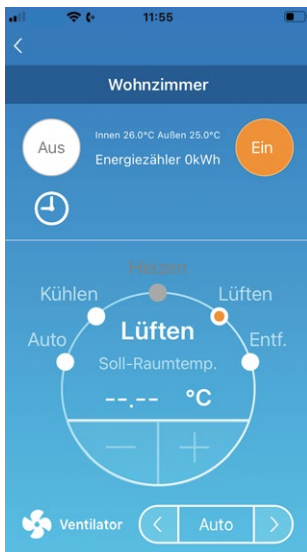 11:55
Wohnzimmer
Aus
Innen 26.0°C Außen 25.0°C
Energiezähler 0kWh
Ein
Heizen
Kühlen
Lüften
Auto
Lüften
Entf.
Soll-Raumtemp.
--.-- °C
Ventilator
Auto